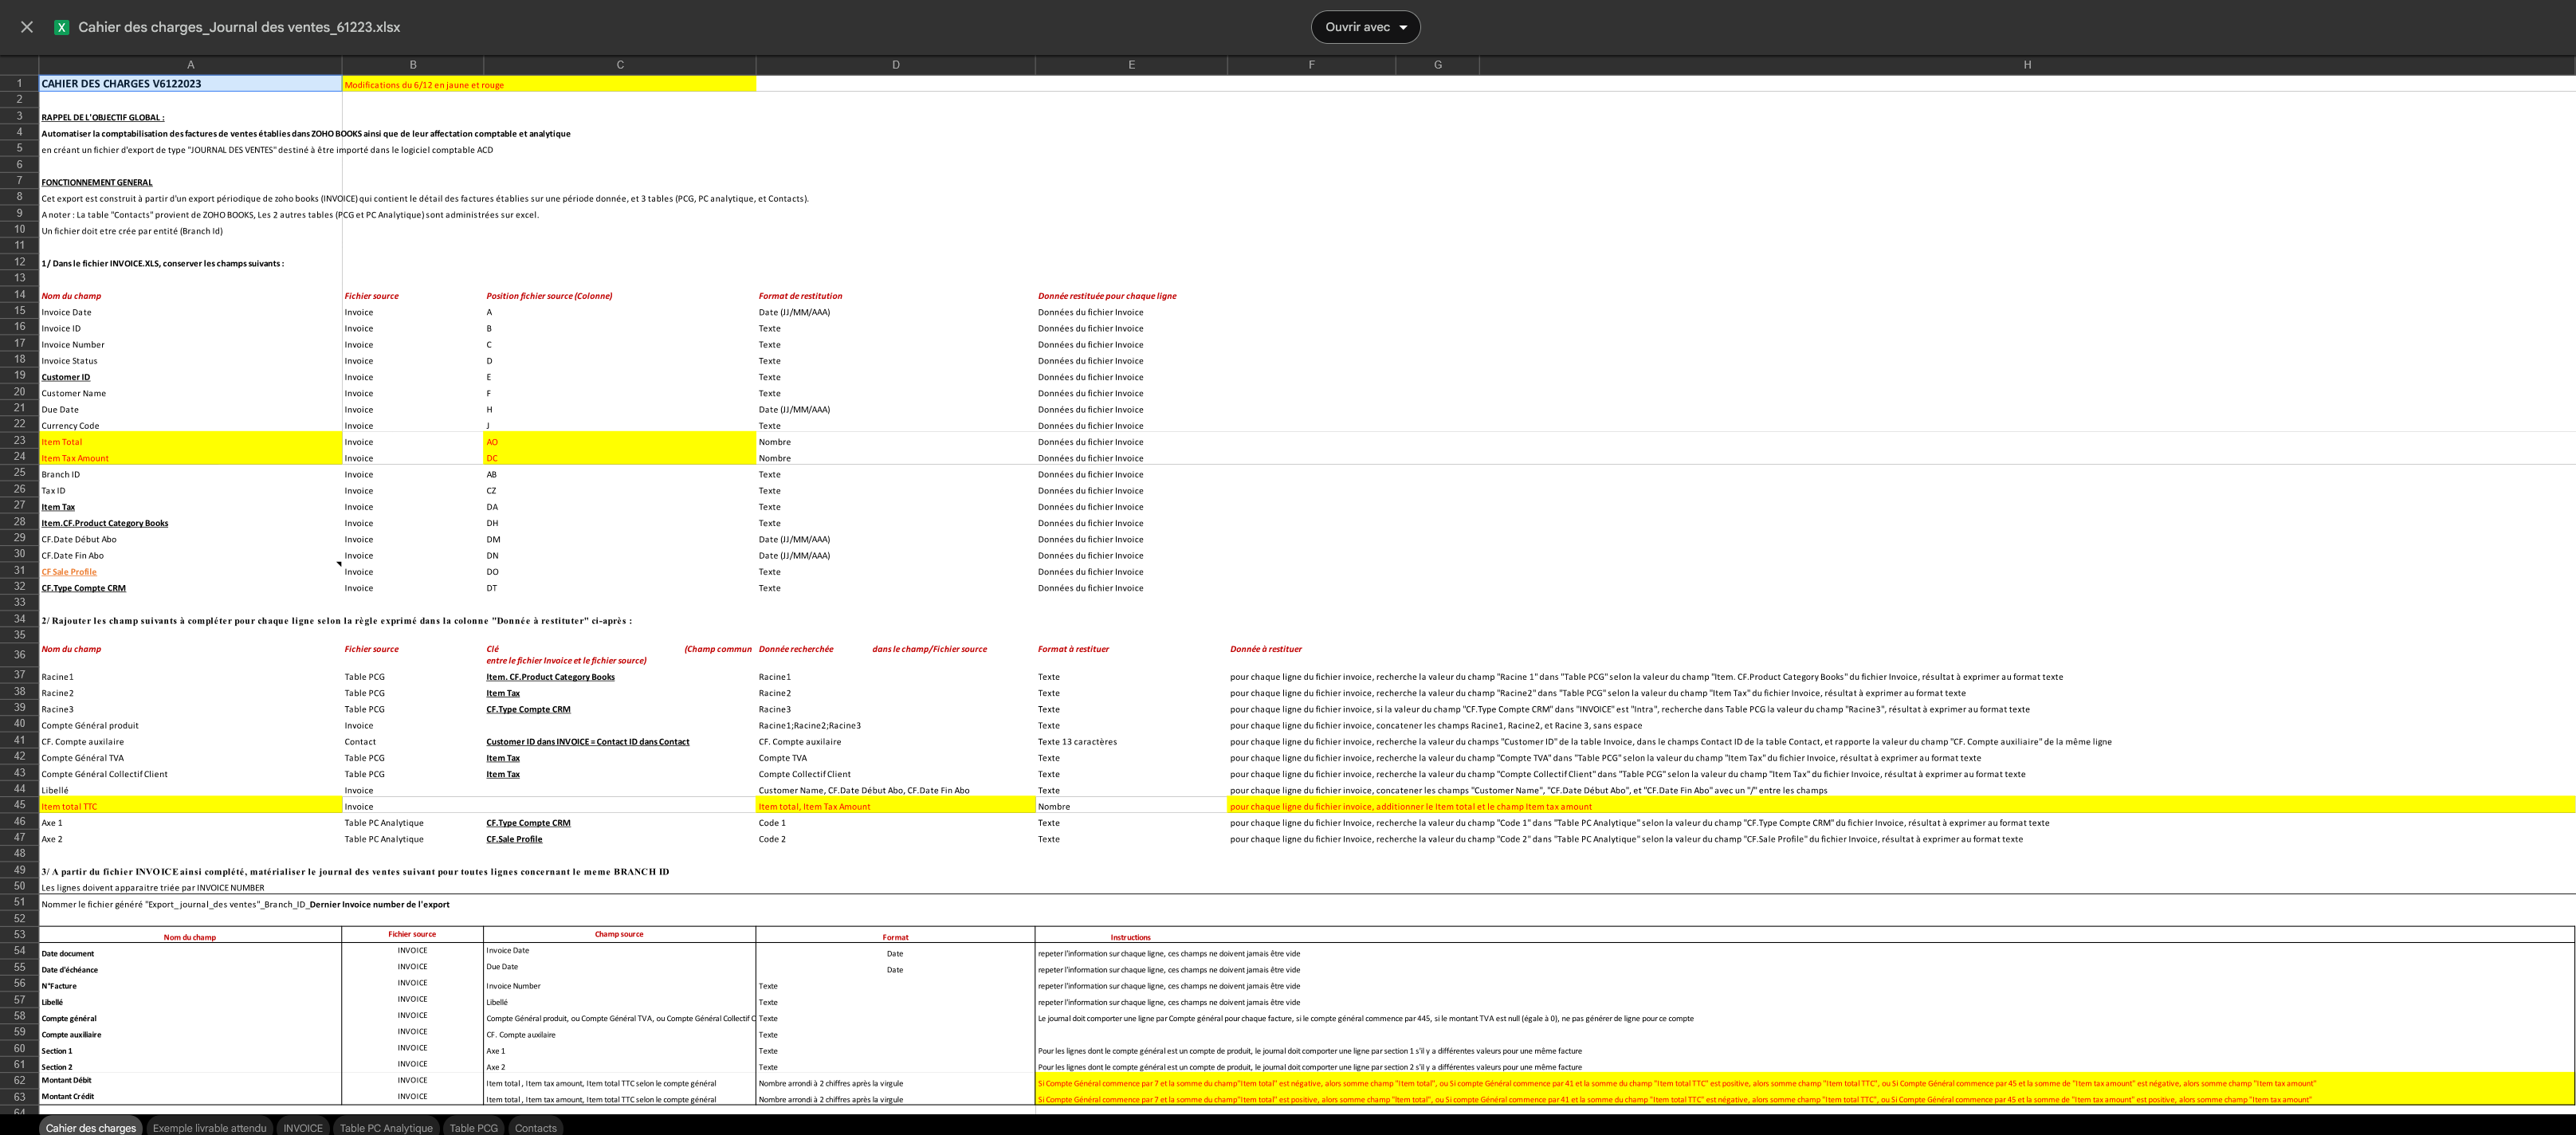 Cahier des charges_Journal des ventes_61223.xlsx
Ouvrir avec
A B C D E F G H
1 CAHIER DES CHARGES V6122023 Modifications du 6/12 en jaune et rouge
2
3 RAPPEL DE L'OBJECTIF GLOBAL :
4 Automatiser la comptabilisation des factures de ventes établies dans ZOHO BOOKS ainsi que de leur affectation comptable et analytique
5 en créant un fichier d'export de type "JOURNAL DES VENTES" destiné à être importé dans le logiciel comptable ACD
6
7 FONCTIONNEMENT GENERAL
8 Cet export est construit à partir d'un export périodique de zoho books (INVOICE) qui contient le détail des factures établies sur une période donnée, et 3 tables (PCG, PC analytique, et Contacts).
9 A noter : La table "Contacts" provient de ZOHO BOOKS, Les 2 autres tables (PCG et PC Analytique) sont administrées sur excel.
10 Un fichier doit etre crée par entité (Branch Id)
11
12 1/ Dans le fichier INVOICE.XLS, conserver les champs suivants :
13
14 Nom du champ Fichier source Position fichier source (Colonne) Format de restitution Donnée restituée pour chaque ligne
15 Invoice Date Invoice A Date (JJ/MM/AAA) Données du fichier Invoice
16 Invoice ID Invoice B Texte Données du fichier Invoice
17 Invoice Number Invoice C Texte Données du fichier Invoice
18 Invoice Status Invoice D Texte Données du fichier Invoice
19 Customer ID Invoice E Texte Données du fichier Invoice
20 Customer Name Invoice F Texte Données du fichier Invoice
21 Due Date Invoice H Date (JJ/MM/AAA) Données du fichier Invoice
22 Currency Code Invoice J Texte Données du fichier Invoice
23 Item Total Invoice AO Nombre Données du fichier Invoice
24 Item Tax Amount Invoice DC Nombre Données du fichier Invoice
25 Branch ID Invoice AB Texte Données du fichier Invoice
26 Tax ID Invoice CZ Texte Données du fichier Invoice
27 Item Tax Invoice DA Texte Données du fichier Invoice
28 Item.CF.Product Category Books Invoice DH Texte Données du fichier Invoice
29 CF.Date Début Abo Invoice DM Date (JJ/MM/AAA) Données du fichier Invoice
30 CF.Date Fin Abo Invoice DN Date (JJ/MM/AAA) Données du fichier Invoice
31 CF.Sale Profile Invoice DO Texte Données du fichier Invoice
32 CF.Type Compte CRM Invoice DT Texte Données du fichier Invoice
33
34 2/ Rajouter les champ suivants à compléter pour chaque ligne selon la règle exprimé dans la colonne "Donnée à restituter" ci-après :
35
36 Nom du champ Fichier source Clé (Champ commun Donnée recherchée dans le champ/Fichier source Format à restituer Donnée à restituer
entre le fichier Invoice et le fichier source)
37 Racine1 Table PCG Item. CF.Product Category Books Racine1 Texte pour chaque ligne du fichier invoice, recherche la valeur du champ "Racine 1" dans "Table PCG" selon la valeur du champ "Item. CF.Product Category Books" du fichier Invoice, résultat à exprimer au format texte
38 Racine2 Table PCG Item Tax Racine2 Texte pour chaque ligne du fichier invoice, recherche la valeur du champ "Racine2" dans "Table PCG" selon la valeur du champ "Item Tax" du fichier Invoice, résultat à exprimer au format texte
39 Racine3 Table PCG CF.Type Compte CRM Racine3 Texte pour chaque ligne du fichier invoice, si la valeur du champ "CF.Type Compte CRM" dans "INVOICE" est "Intra", recherche dans Table PCG la valeur du champ "Racine3", résultat à exprimer au format texte
40 Compte Général produit Invoice Racine1;Racine2;Racine3 Texte pour chaque ligne du fichier invoice, concatener les champs Racine1, Racine2, et Racine 3, sans espace
41 CF. Compte auxilaire Contact Customer ID dans INVOICE = Contact ID dans Contact CF. Compte auxilaire Texte 13 caractères pour chaque ligne du fichier invoice, recherche la valeur du champs "Customer ID" de la table Invoice, dans le champs Contact ID de la table Contact, et rapporte la valeur du champ "CF. Compte auxiliaire" de la même ligne
42 Compte Général TVA Table PCG Item Tax Compte TVA Texte pour chaque ligne du fichier invoice, recherche la valeur du champ "Compte TVA" dans "Table PCG" selon la valeur du champ "Item Tax" du fichier Invoice, résultat à exprimer au format texte
43 Compte Général Collectif Client Table PCG Item Tax Compte Collectif Client Texte pour chaque ligne du fichier invoice, recherche la valeur du champ "Compte Collectif Client" dans "Table PCG" selon la valeur du champ "Item Tax" du fichier Invoice, résultat à exprimer au format texte
44 Libellé Invoice Customer Name, CF.Date Début Abo, CF.Date Fin Abo Texte pour chaque ligne du fichier invoice, concatener les champs "Customer Name", "CF.Date Début Abo", et "CF.Date Fin Abo" avec un "/" entre les champs
45 Item total TTC Invoice Item total, Item Tax Amount Nombre pour chaque ligne du fichier invoice, additionner le Item total et le champ Item tax amount
46 Axe 1 Table PC Analytique CF.Type Compte CRM Code 1 Texte pour chaque ligne du fichier invoice, recherche la valeur du champ "Code 1" dans "Table PC Analytique" selon la valeur du champ "CF.Type Compte CRM" du fichier Invoice, résultat à exprimer au format texte
47 Axe 2 Table PC Analytique CF.Sale Profile Code 2 Texte pour chaque ligne du fichier Invoice, recherche la valeur du champ "Code 2" dans "Table PC Analytique" selon la valeur du champ "CF.Sale Profile" du fichier Invoice, résultat à exprimer au format texte
48
49 3/ A partir du fichier INVOICE ainsi complété, matérialiser le journal des ventes suivant pour toutes lignes concernant le meme BRANCH ID
50 Les lignes doivent apparaitre triée par INVOICE NUMBER
51 Nommer le fichier généré "Export_journal_des ventes"_Branch_ID_Dernier Invoice number de l'export
52
53 Nom du champ Fichier source Champ source Format Instructions
54 Date document INVOICE Invoice Date Date repeter l'information sur chaque ligne, ces champs ne doivent jamais être vide
55 Date d'échéance INVOICE Due Date Date repeter l'information sur chaque ligne, ces champs ne doivent jamais être vide
56 N°Facture INVOICE Invoice Number Texte repeter l'information sur chaque ligne, ces champs ne doivent jamais être vide
57 Libellé INVOICE Libellé Texte repeter l'information sur chaque ligne, ces champs ne doivent jamais être vide
58 Compte général INVOICE Compte Général produit, ou Compte Général TVA, ou Compte Général Collectif C Texte Le journal doit comporter une ligne par Compte général pour chaque facture, si le compte général commence par 445, si le montant TVA est null (égale à 0), ne pas générer de ligne pour ce compte
59 Compte auxiliaire INVOICE CF. Compte auxilaire Texte
60 Section 1 INVOICE Axe 1 Texte Pour les lignes dont le compte général est un compte de produit, le journal doit comporter une ligne par section 1 s'il y a différentes valeurs pour une même facture
61 Section 2 INVOICE Axe 2 Texte Pour les lignes dont le compte général est un compte de produit, le journal doit comporter une ligne par section 2 s'il y a différentes valeurs pour une même facture
62 Montant Débit INVOICE Item total , Item tax amount, Item total TTC selon le compte général Nombre arrondi à 2 chiffres après la virgule Si Compte Général commence par 7 et la somme du champ"Item total" est négative, alors somme champ "Item total", ou Si compte Général commence par 41 et la somme du champ "Item total TTC" est positive, alors somme champ "Item total TTC", ou Si Compte Général commence par 45 et la somme de "Item tax amount" est négative, alors somme champ "Item tax amount"
63 Montant Crédit INVOICE Item total , Item tax amount, Item total TTC selon le compte général Nombre arrondi à 2 chiffres après la virgule Si Compte Général commence par 7 et la somme du champ"Item total" est positive, alors somme champ "Item total", ou Si compte Général commence par 41 et la somme du champ "Item total TTC" est négative, alors somme champ "Item total TTC", ou Si Compte Général commence par 45 et la somme de "Item tax amount" est positive, alors somme champ "Item tax amount"
64
Cahier des charges Exemple livrable attendu INVOICE Table PC Analytique Table PCG Contacts